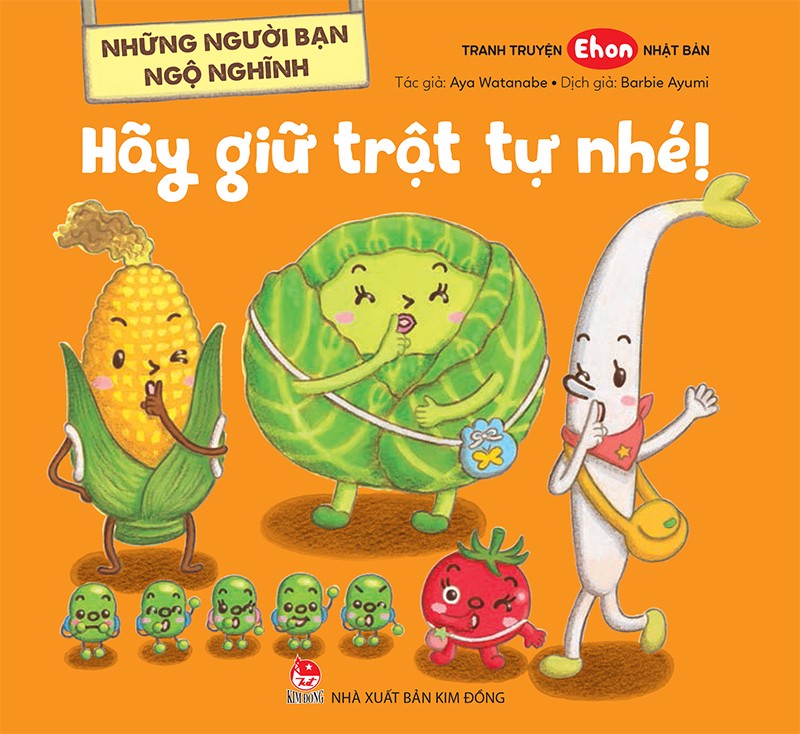 NHỮNG NGƯỜI BẠN
NGỘ NGHĨNH
TRANH TRUYỆN Ehon NHẬT BẢN
Tác giả: Aya Watanabe • Dịch giả: Barbie Ayumi
Hãy giữ trật tự nhé!
KIM ĐỒNG
NHÀ XUẤT BẢN KIM ĐỒNG